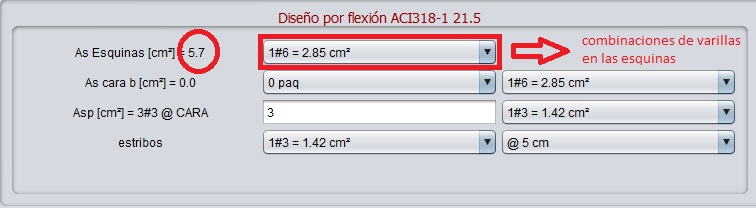 Diseño por flexión ACI318-1 21.5
As Esquinas [cm²] = 5.7
1#6 = 2.85 cm²
combinaciones de varillas
en las esquinas
As cara b [cm²] = 0.0
0 paq
1#6 = 2.85 cm²
Asp [cm²] = 3#3 @ CARA
3
1#3 = 1.42 cm²
estribos
1#3 = 1.42 cm²
@ 5 cm